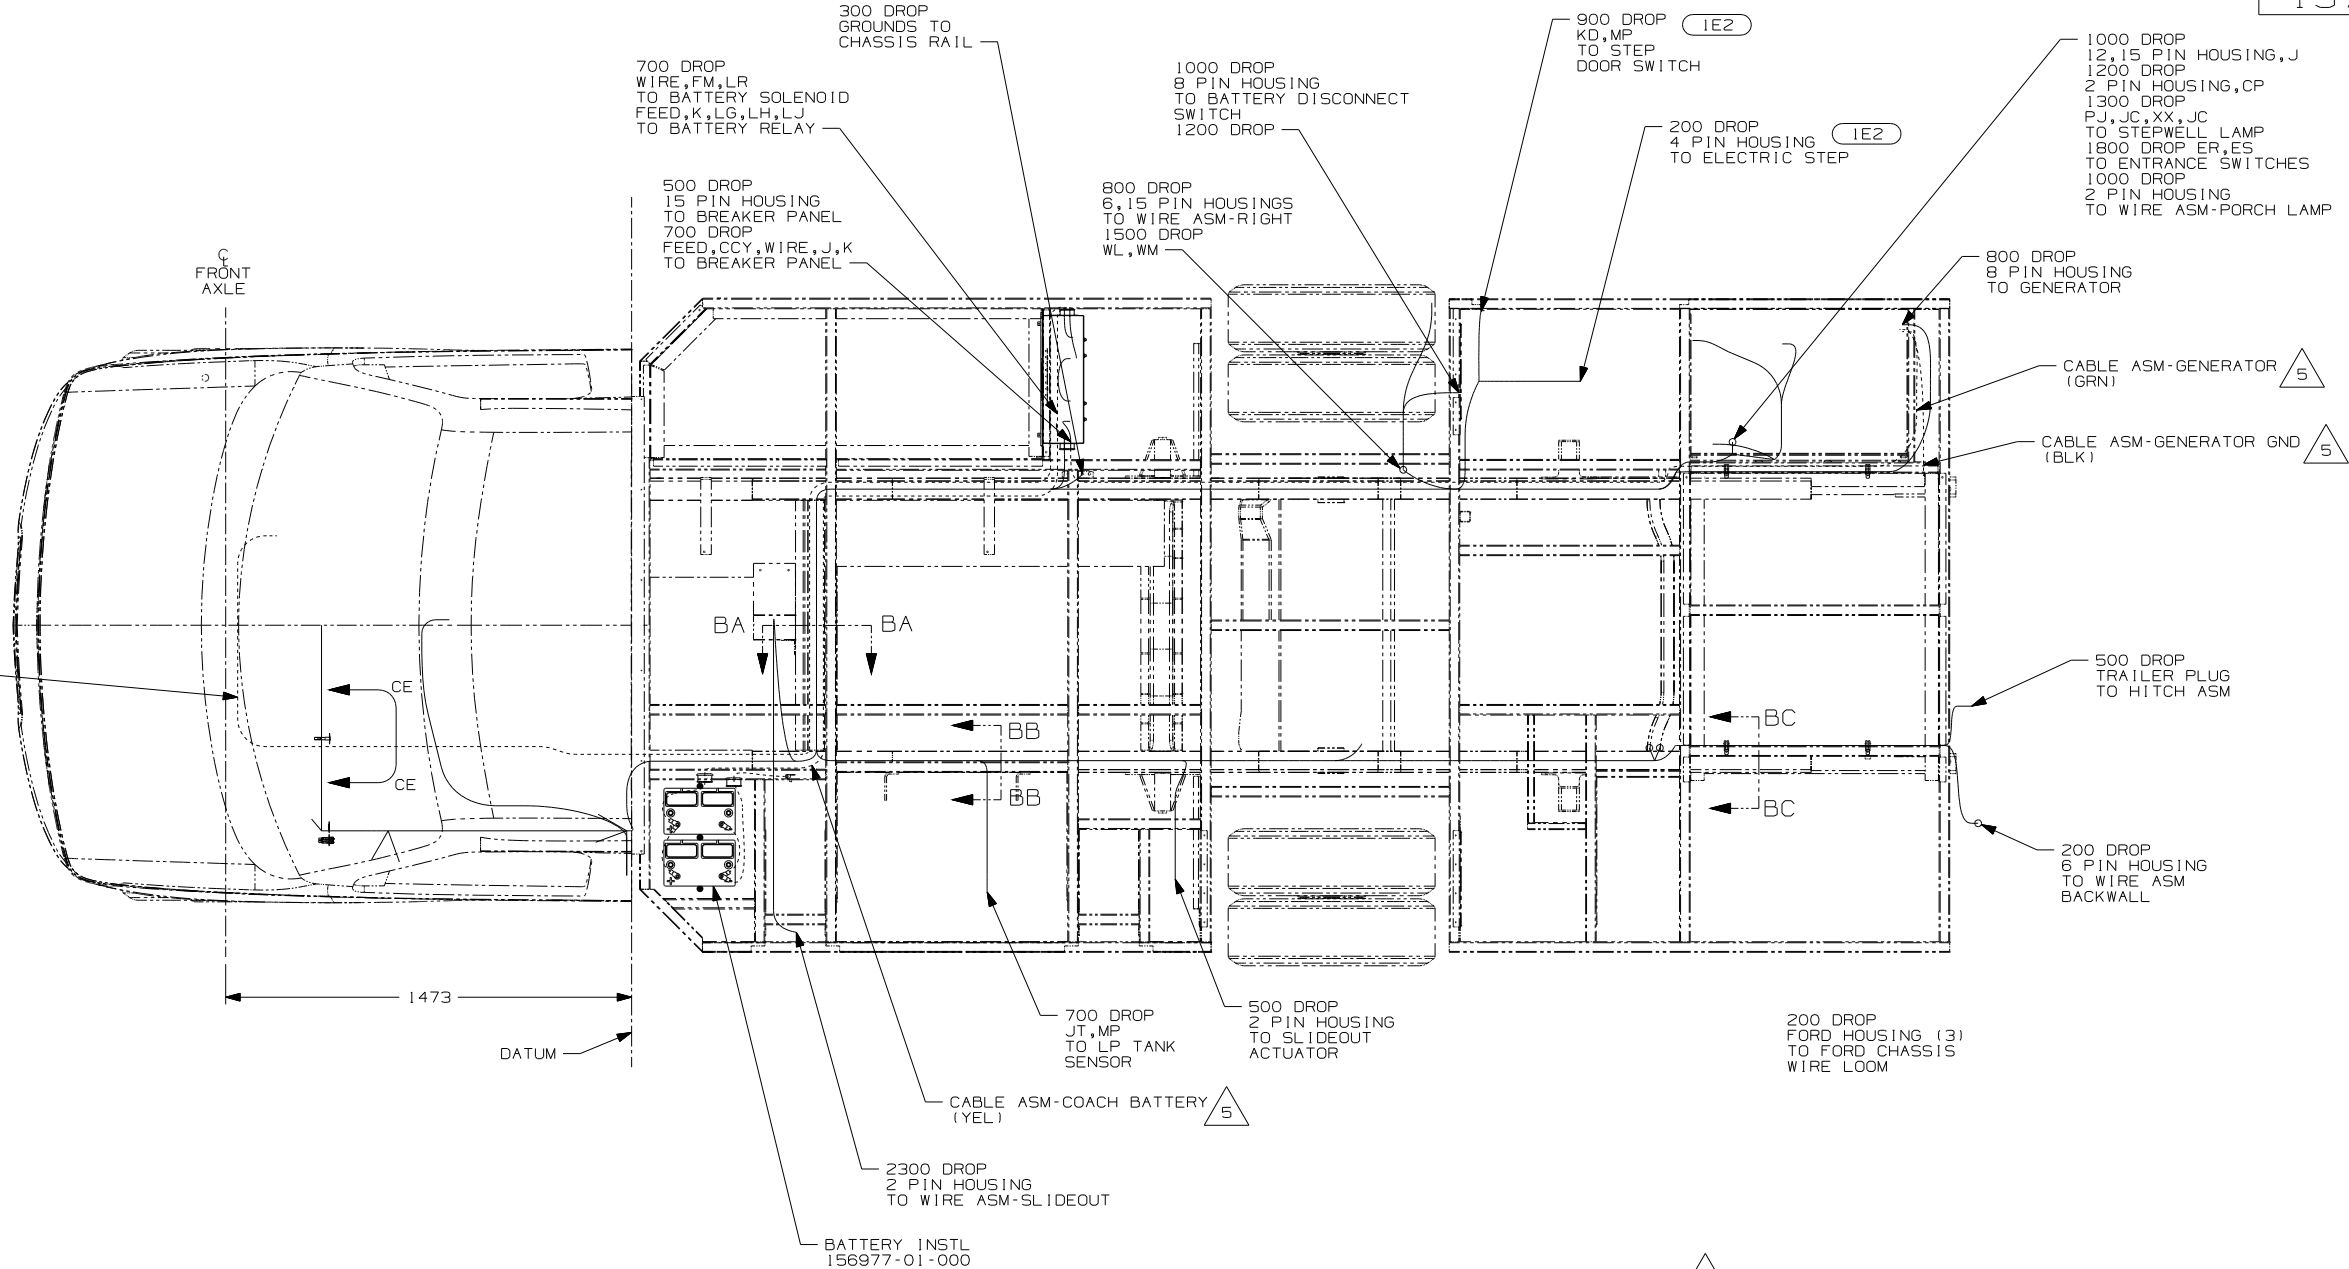 300 DROP
GROUNDS TO
CHASSIS RAIL
700 DROP
WIRE,FM,LR
TO BATTERY SOLENOID
FEED,K,LG,LH,LJ
TO BATTERY RELAY
500 DROP
15 PIN HOUSING
TO BREAKER PANEL
700 DROP
FEED,CCY,WIRE,J,K
TO BREAKER PANEL
1000 DROP
8 PIN HOUSING
TO BATTERY DISCONNECT
SWITCH
1200 DROP
800 DROP
6,15 PIN HOUSINGS
TO WIRE ASM-RIGHT
1500 DROP
WL,WM
900 DROP
KD,MP
TO STEP
DOOR SWITCH
1E2
200 DROP
4 PIN HOUSING
TO ELECTRIC STEP
1E2
1000 DROP
12,15 PIN HOUSING,J
1200 DROP
2 PIN HOUSING,CP
1300 DROP
PJ,JC,XX,JC
TO STEPWELL LAMP
1800 DROP ER,ES
TO ENTRANCE SWITCHES
1000 DROP
2 PIN HOUSING
TO WIRE ASM-PORCH LAMP
800 DROP
8 PIN HOUSING
TO GENERATOR
CABLE ASM-GENERATOR
(GRN)
5
CABLE ASM-GENERATOR GND
(BLK)
5
℄
FRONT
AXLE
BA
BA
CE
CE
BB
BB
BC
BC
500 DROP
TRAILER PLUG
TO HITCH ASM
200 DROP
6 PIN HOUSING
TO WIRE ASM
BACKWALL
1473
DATUM
700 DROP
JT,MP
TO LP TANK
SENSOR
500 DROP
2 PIN HOUSING
TO SLIDEOUT
ACTUATOR
200 DROP
FORD HOUSING (3)
TO FORD CHASSIS
WIRE LOOM
CABLE ASM-COACH BATTERY
(YEL)
5
2300 DROP
2 PIN HOUSING
TO WIRE ASM-SLIDEOUT
BATTERY INSTL
156977-01-000